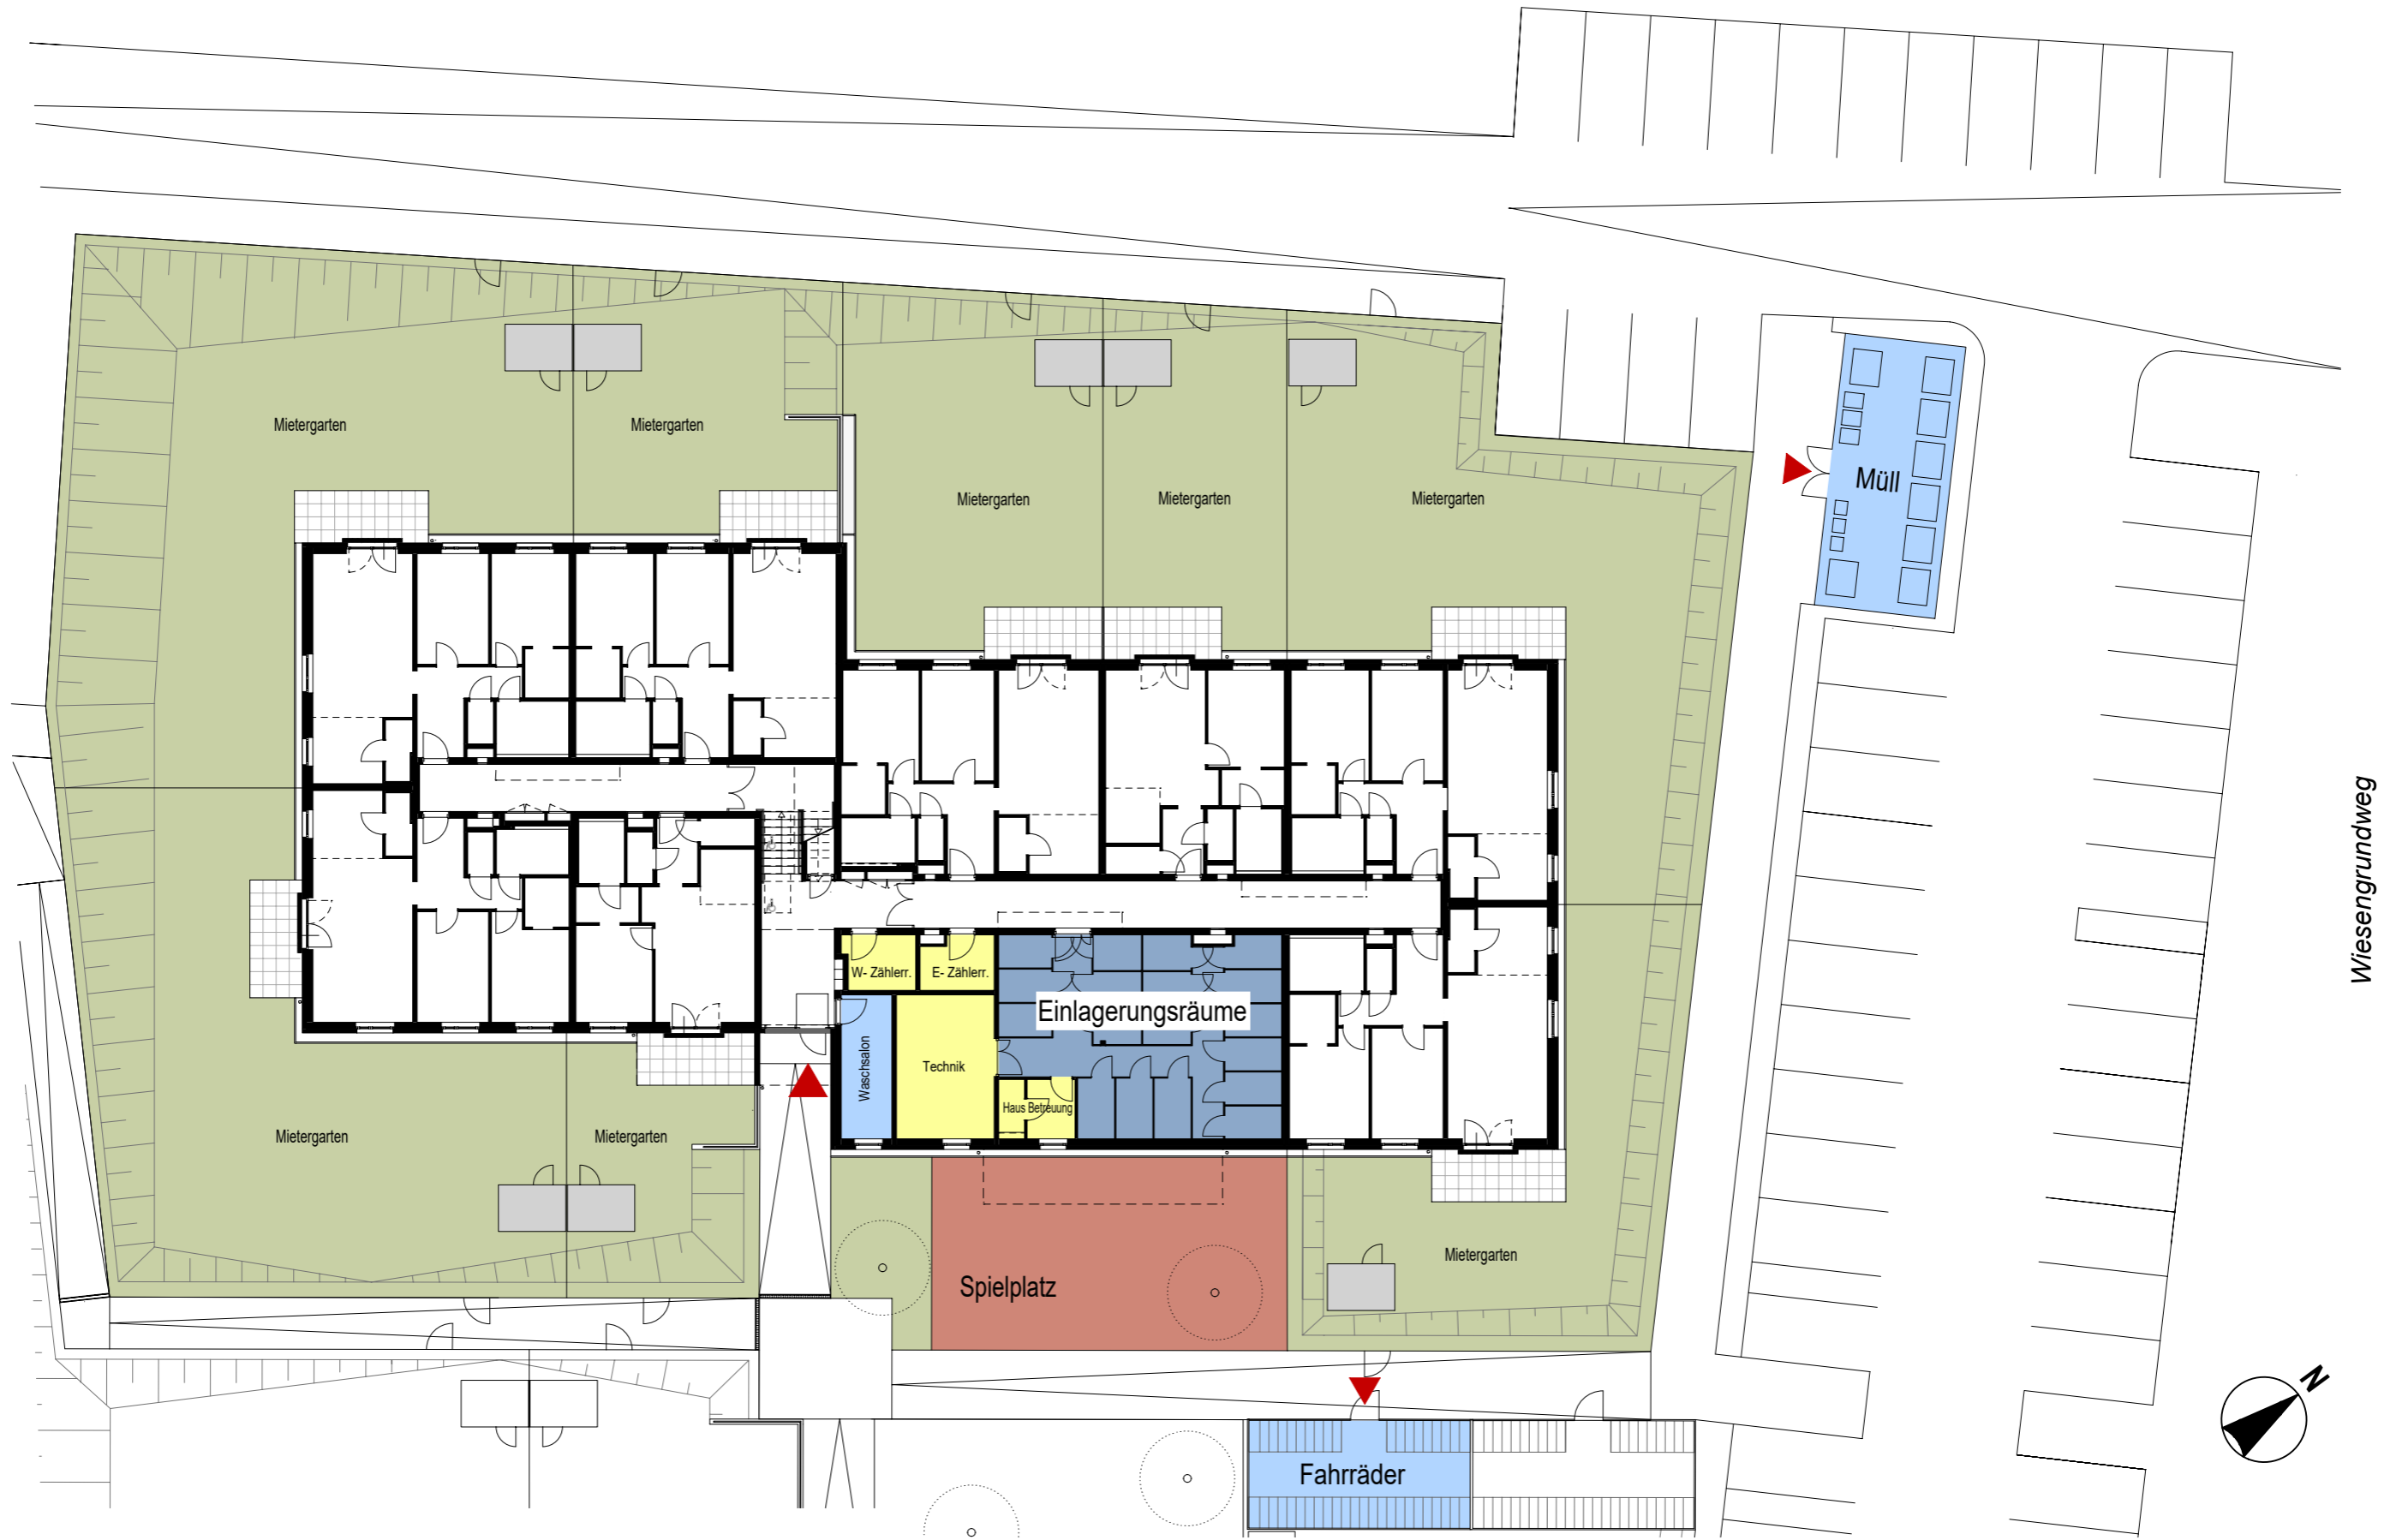 Mietergarten
Mietergarten
Mietergarten
Mietergarten
Mietergarten
Müll
Wiesengrundweg
W- Zählerr.
E- Zählerr.
Einlagerungsräume
Waschsalon
Technik
Haus Betreuung
Mietergarten
Mietergarten
Mietergarten
Spielplatz
N
Fahrräder